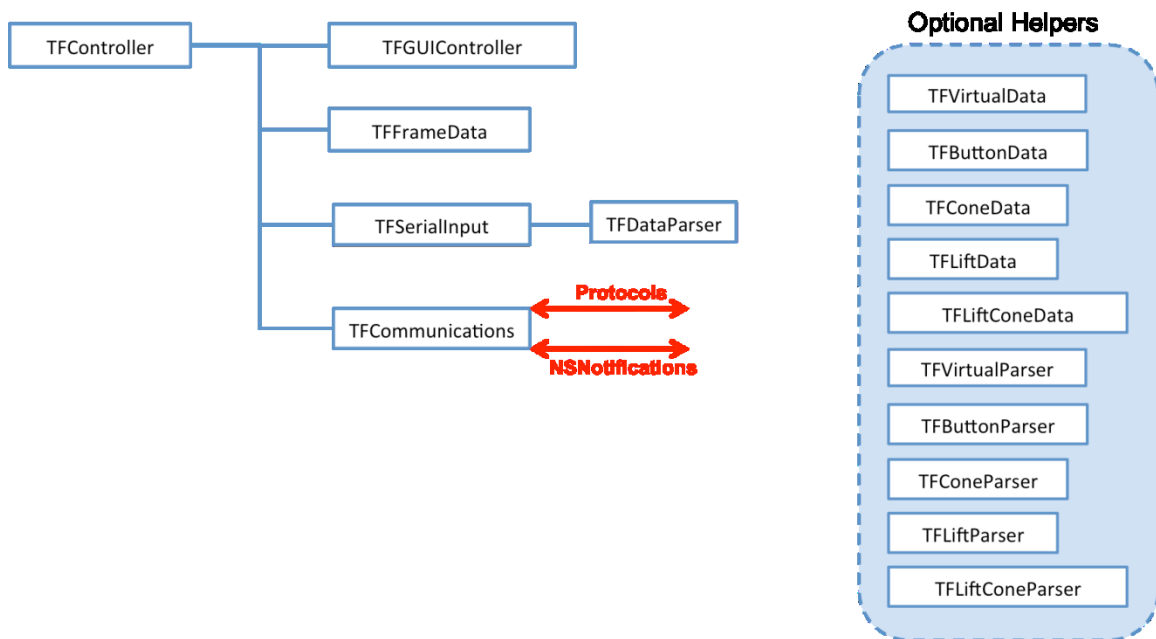 TFController
TFGUIController
TFFrameData
TFSerialInput
TFDataParser
TFCommunications
Protocols
NSNotifications
Optional Helpers
TFVirtualData
TFButtonData
TFConeData
TFLiftData
TFLiftConeData
TFVirtualParser
TFButtonParser
TFConeParser
TFLiftParser
TFLiftConeParser